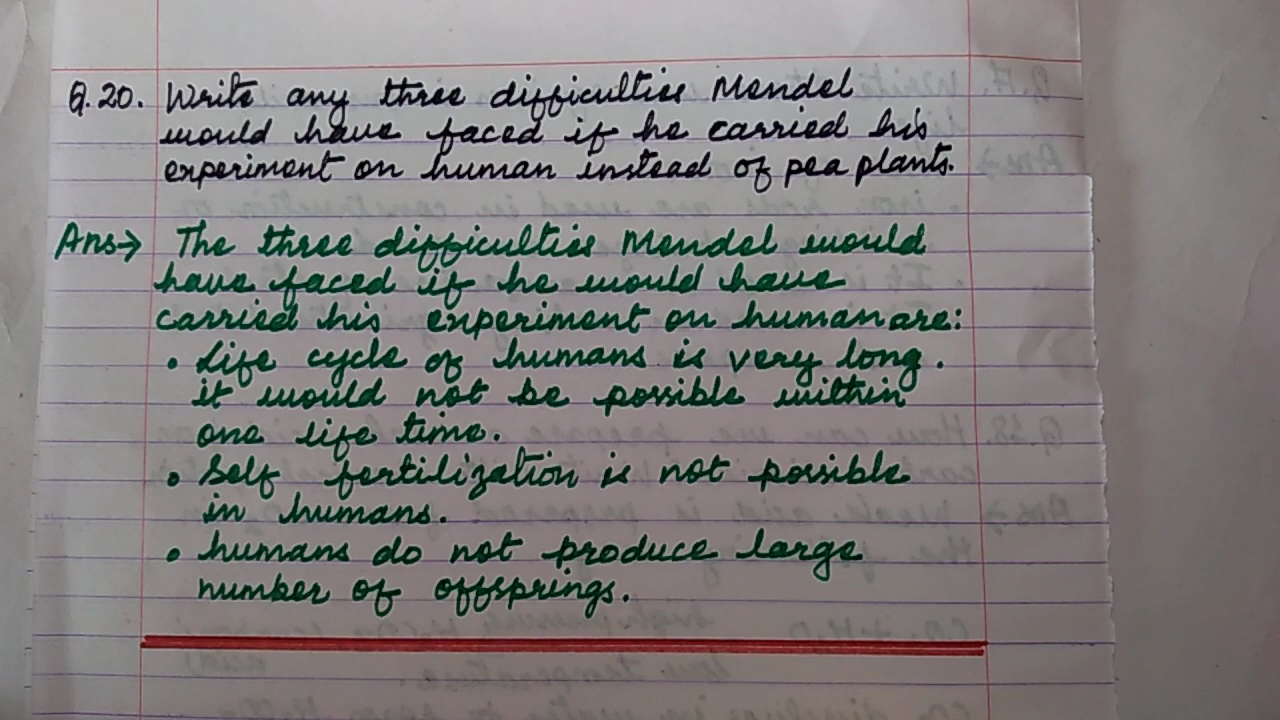 Q.20. Write any three difficulties Mendel
would have faced if he carried his
experiment on human instead of pea plants.
Ans→ The three difficulties Mendel would
have faced if he would have
carried his experiment on human are:
• Life cycle of humans is very long.
it would not be possible within
one life time.
• Self fertilization is not possible
in humans.
• humans do not produce large
number of offsprings.